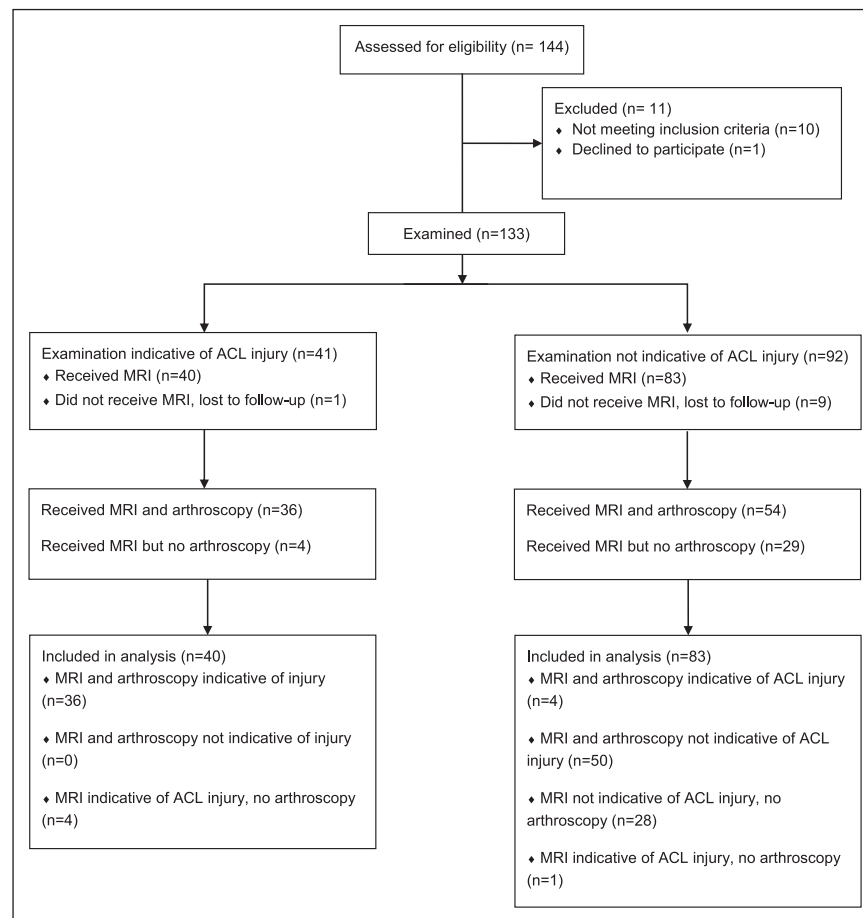 Assessed for eligibility (n= 144)
Excluded (n= 11)
♦ Not meeting inclusion criteria (n=10)
♦ Declined to participate (n=1)
Examined (n=133)
Examination indicative of ACL injury (n=41)
♦ Received MRI (n=40)
♦ Did not receive MRI, lost to follow-up (n=1)
Examination not indicative of ACL injury (n=92)
♦ Received MRI (n=83)
♦ Did not receive MRI, lost to follow-up (n=9)
Received MRI and arthroscopy (n=36)
Received MRI but no arthroscopy (n=4)
Received MRI and arthroscopy (n=54)
Received MRI but no arthroscopy (n=29)
Included in analysis (n=40)
♦ MRI and arthroscopy indicative of injury
(n=36)
♦ MRI and arthroscopy not indicative of injury
(n=0)
♦ MRI indicative of ACL injury, no arthroscopy
(n=4)
Included in analysis (n=83)
♦ MRI and arthroscopy indicative of ACL injury
(n=4)
♦ MRI and arthroscopy not indicative of ACL
injury (n=50)
♦ MRI not indicative of ACL injury, no
arthroscopy (n=28)
♦ MRI indicative of ACL injury, no arthroscopy
(n=1)